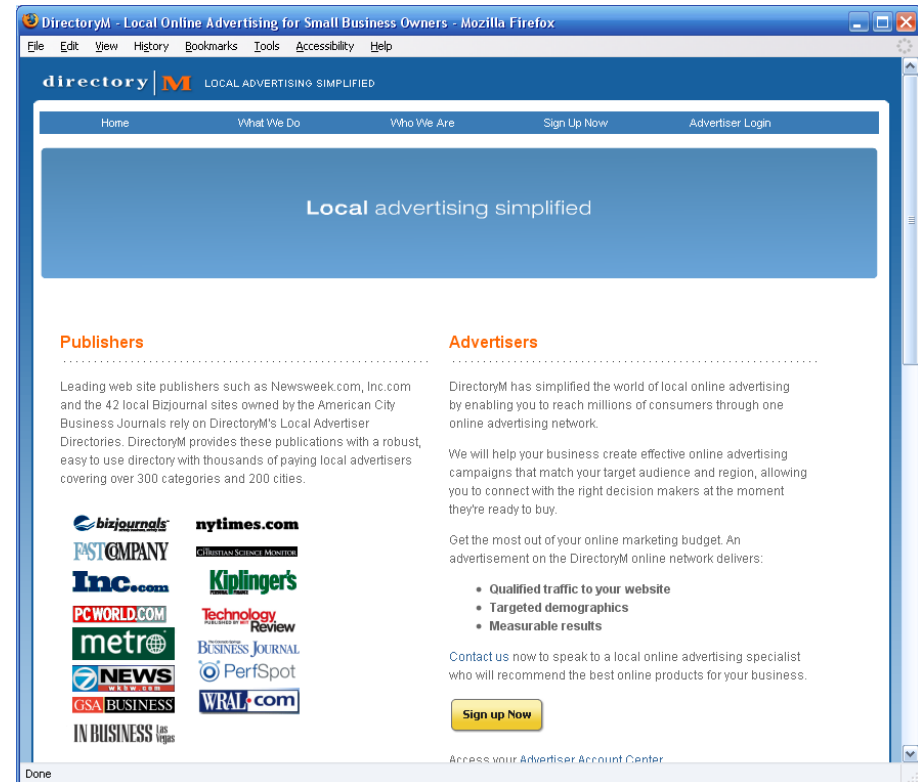 DirectoryM - Local Online Advertising for Small Business Owners - Mozilla Firefox
File Edit View History Bookmarks Tools Accessibility Help
directory M LOCAL ADVERTISING SIMPLIFIED
Home What We Do Who We Are Sign Up Now Advertiser Login
Local advertising simplified
Publishers
Leading web site publishers such as Newsweek.com, Inc.com
and the 42 local Bizjournal sites owned by the American City
Business Journals rely on DirectoryM's Local Advertiser
Directories. DirectoryM provides these publications with a robust,
easy to use directory with thousands of paying local advertisers
covering over 300 categories and 200 cities.
bizjournals nytimes.com
FAST COMPANY THE CHRISTIAN SCIENCE MONITOR
Inc.com Kiplinger's
PC WORLD.COM Technology
Review
metro BUSINESS JOURNAL
7 NEWS PerfSpot
wkbw.com
GSA BUSINESS WRAL.com
IN BUSINESS Las
Vegas
Advertisers
DirectoryM has simplified the world of local online advertising
by enabling you to reach millions of consumers through one
online advertising network.
We will help your business create effective online advertising
campaigns that match your target audience and region, allowing
you to connect with the right decision makers at the moment
they're ready to buy.
Get the most out of your online marketing budget. An
advertisement on the DirectoryM online network delivers:
• Qualified traffic to your website
• Targeted demographics
• Measurable results
Contact us now to speak to a local online advertising specialist
who will recommend the best online products for your business.
Sign up Now
Access your Advertiser Account Center
Done